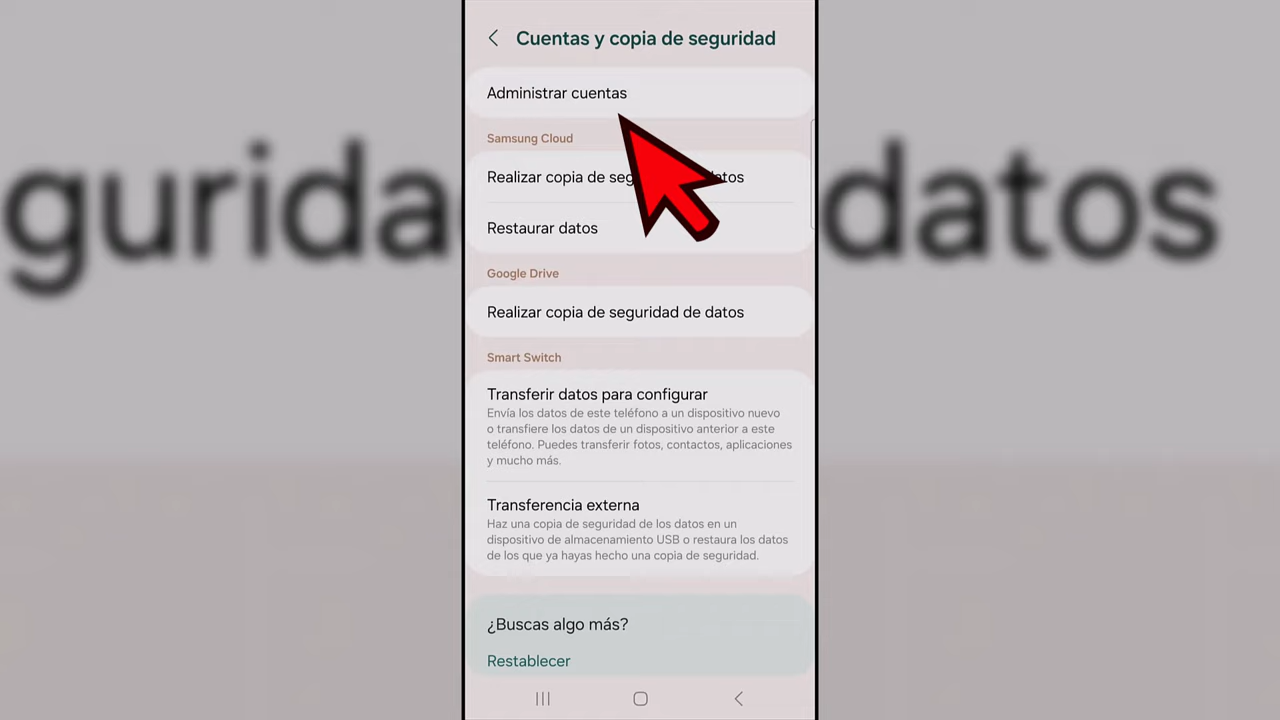 Cuentas y copia de seguridad
Administrar cuentas
Samsung Cloud
Realizar copia de seg atos
Restaurar datos
Google Drive
Realizar copia de seguridad de datos
Smart Switch
Transferir datos para configurar
Envía los datos de este teléfono a un dispositivo nuevo
o transfiere los datos de un dispositivo anterior a este
teléfono. Puedes transferir fotos, contactos, aplicaciones
y mucho más.
Transferencia externa
Haz una copia de seguridad de los datos en un
dispositivo de almacenamiento USB o restaura los datos
de los que ya hayas hecho una copia de seguridad.
¿Buscas algo más?
Restablecer
gurida datos